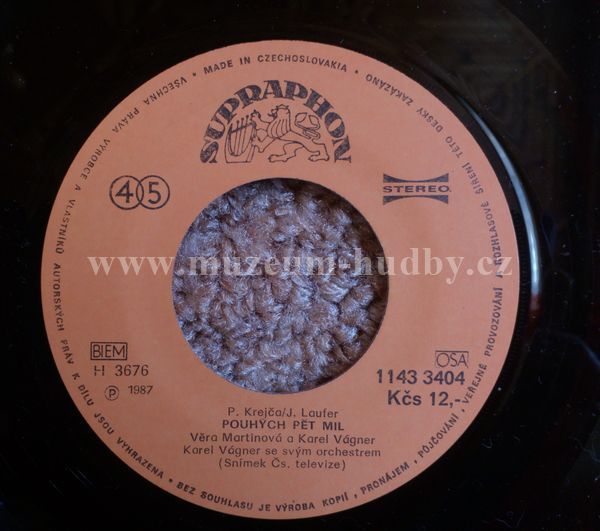 VŠECHNA PRÁVA VÝROBCE A VLASTNÍKŮ AUTORSKÝCH PRÁV K DÍLU JSOU VYHRAZENA • BEZ SOUHLASU JE VÝROBA KOPIÍ, PRONÁJEM, PŮJČOVÁNÍ, VEŘEJNÉ PROVOZOVÁNÍ I ROZHLASOVÉ ŠÍŘENÍ TÉTO DESKY ZAKÁZÁNO • MADE IN CZECHOSLOVAKIA •
SUPRAPHON
45
STEREO
www.muzeum-hudby.cz
BIEM
OSA
H 3676
1143 3404
Ⓟ 1987
Kčs 12,-
P. Krejča/J. Laufer
POUHÝCH PĚT MIL
Věra Martinová a Karel Vágner
Karel Vágner se svým orchestrem
(Snímek Čs. televize)